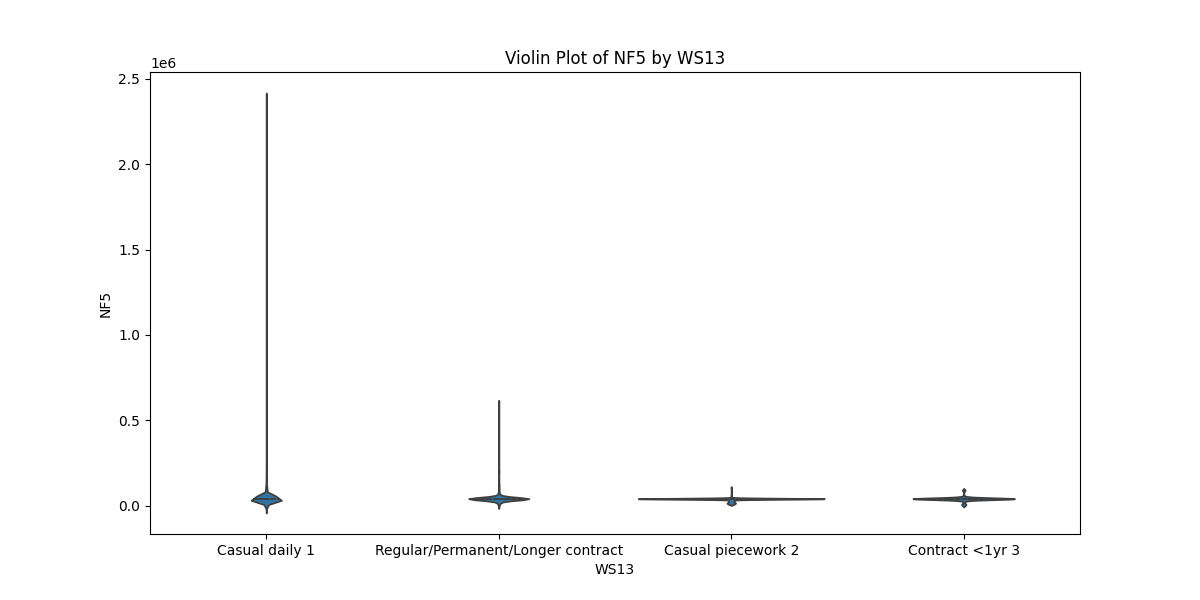 Violin Plot of NF5 by WS13
1e6
2.5
2.0
1.5
1.0
0.5
0.0
NF5
Casual daily 1
Regular/Permanent/Longer contract
Casual piecework 2
Contract <1yr 3
WS13